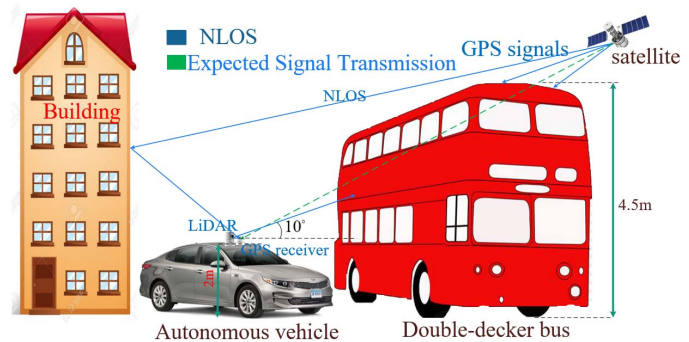 NLOS
GPS signals
Expected Signal Transmission
satellite
NLOS
Building
4.5m
LiDAR
10°
GPS receiver
2m
Autonomous vehicle
Double-decker bus